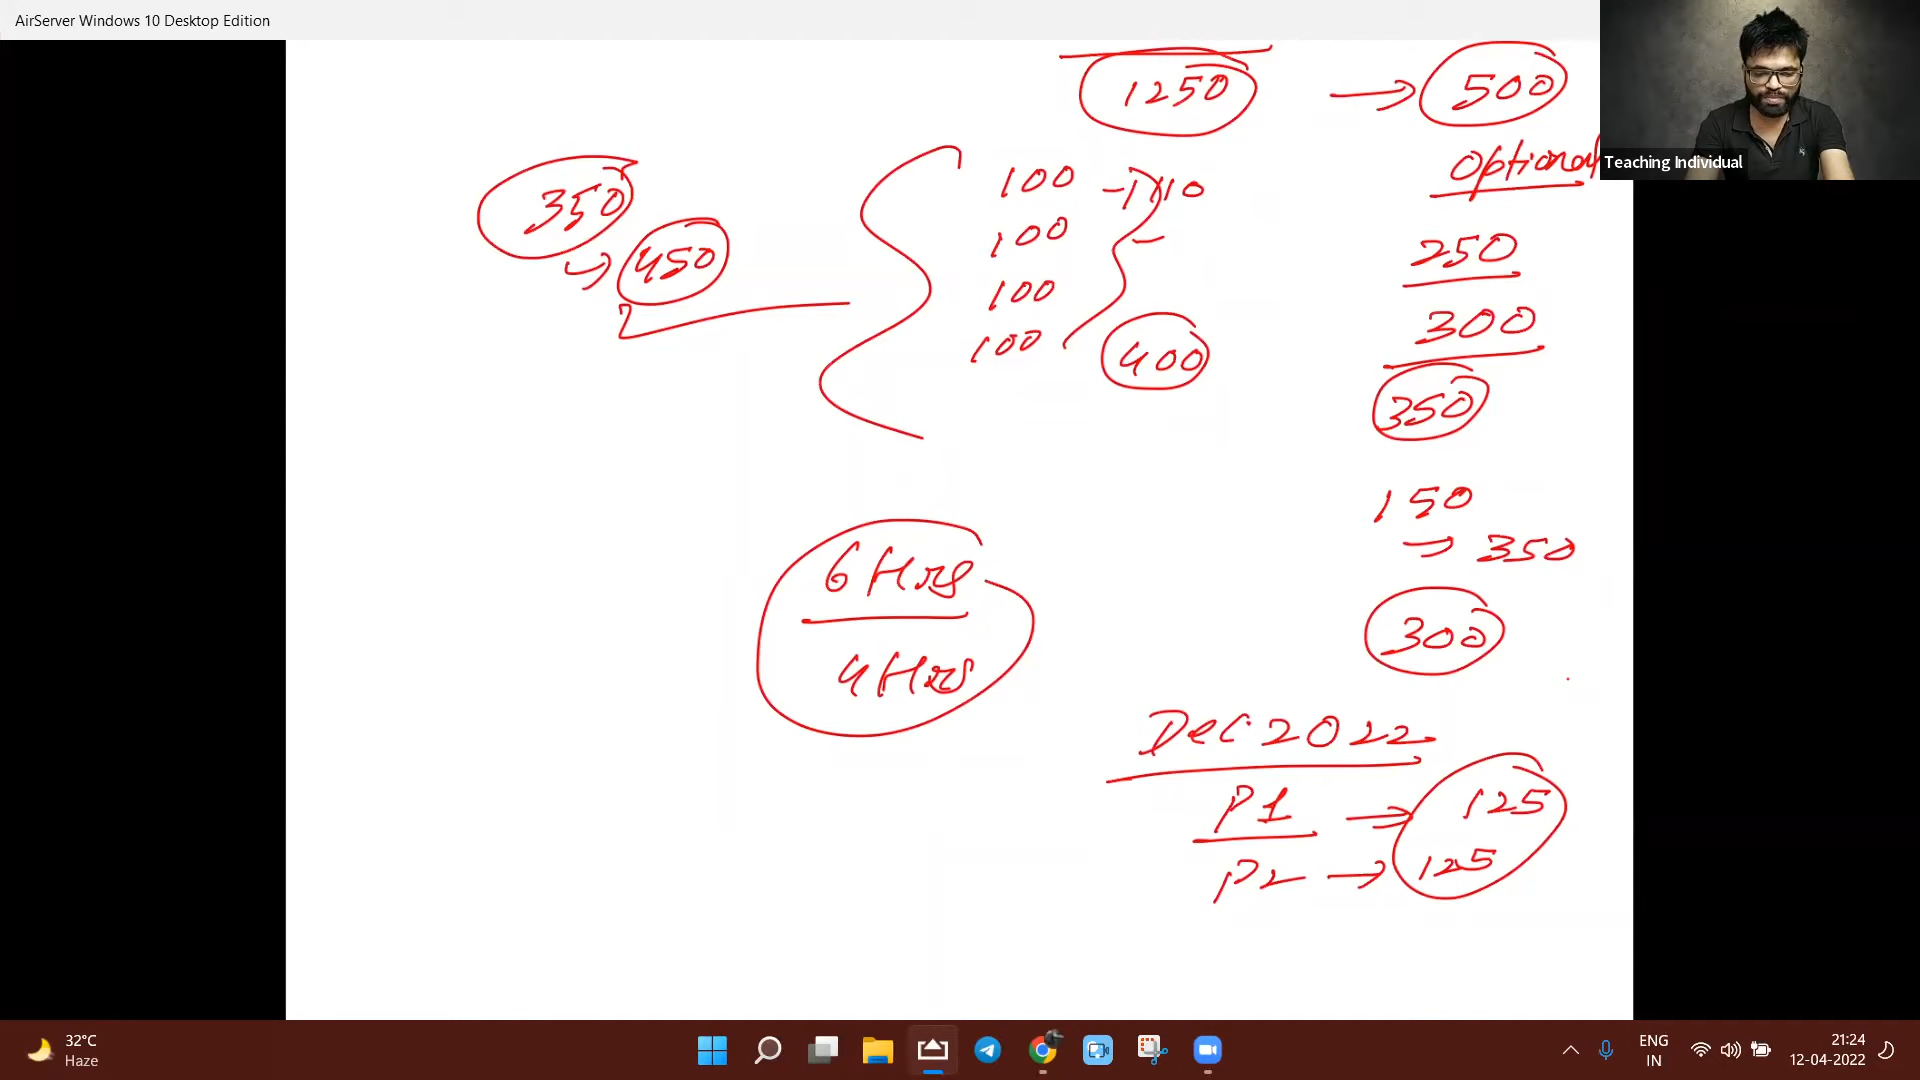 AirServer Windows 10 Desktop Edition
1250 → 500
Optional
Teaching Individual
350
→ 450
100
100
100
100
110
400
250
300
350
150
→ 350
300
6 Hrs
4 Hrs
Dec 2022
P1 → 125
P2 → 125
32°C
Haze
ENG
IN
21:24
12-04-2022